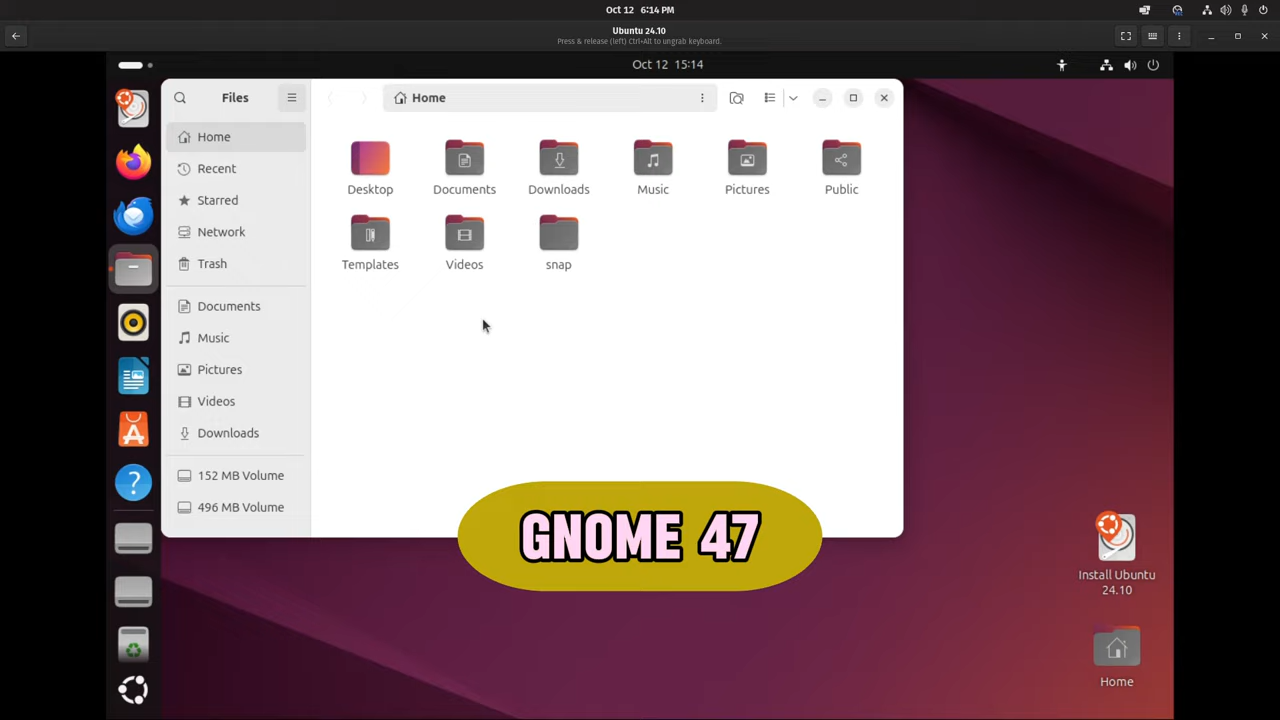 Oct 12 6:14 PM
Ubuntu 24.10
Press & release (left) Ctrl+Alt to ungrab keyboard.
Oct 12 15:14
Files
Home
Home
Recent
Starred
Network
Trash
Documents
Music
Pictures
Videos
Downloads
152 MB Volume
496 MB Volume
Desktop
Documents
Downloads
Music
Pictures
Public
Templates
Videos
snap
GNOME 47
Install Ubuntu
24.10
Home